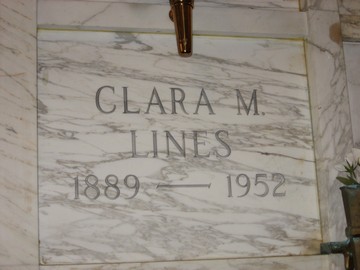 CLARA M.
LINES
1889 — 1952